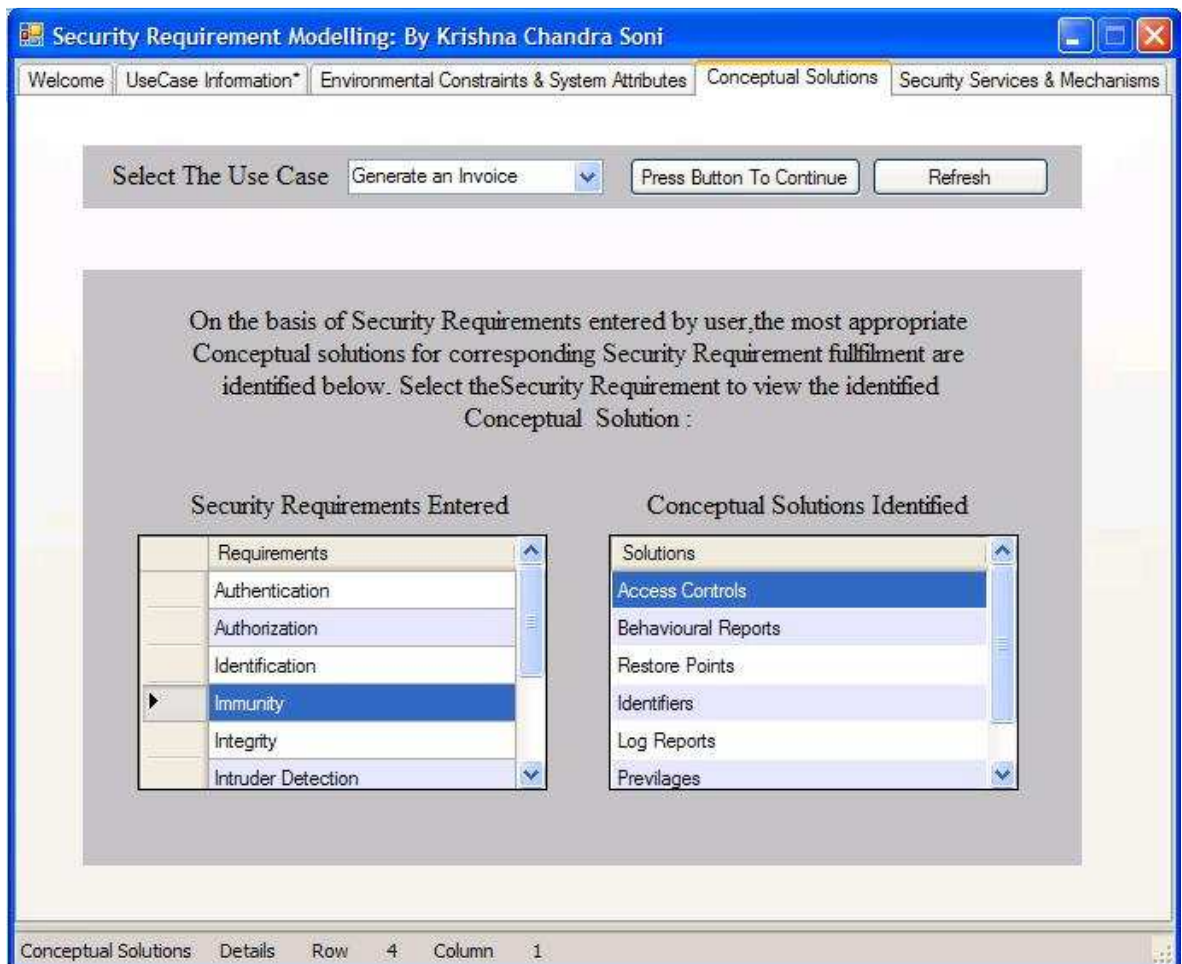 Security Requirement Modelling: By Krishna Chandra Soni
Welcome UseCase Information* Environmental Constraints & System Attributes Conceptual Solutions Security Services & Mechanisms
Select The Use Case Generate an Invoice Press Button To Continue Refresh
On the basis of Security Requirements entered by user,the most appropriate
Conceptual solutions for corresponding Security Requirement fullfilment are
identified below. Select theSecurity Requirement to view the identified
Conceptual Solution :
Security Requirements Entered
Requirements
Authentication
Authorization
Identification
Immunity
Integrity
Intruder Detection
Conceptual Solutions Identified
Solutions
Access Controls
Behavioural Reports
Restore Points
Identifiers
Log Reports
Previlages
Conceptual Solutions Details Row 4 Column 1